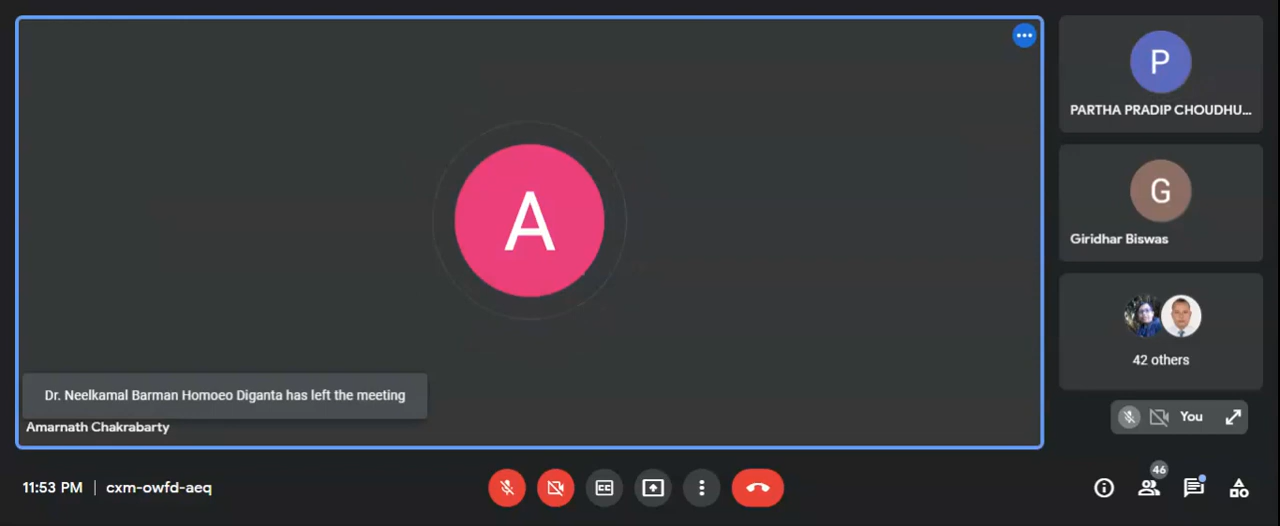 A
Dr. Neelkamal Barman Homoeo Diganta has left the meeting
Amarnath Chakrabarty
P
PARTHA PRADIP CHOUDHU...
G
Giridhar Biswas
42 others
You
11:53 PM | cxm-owfd-aeq
CC
46